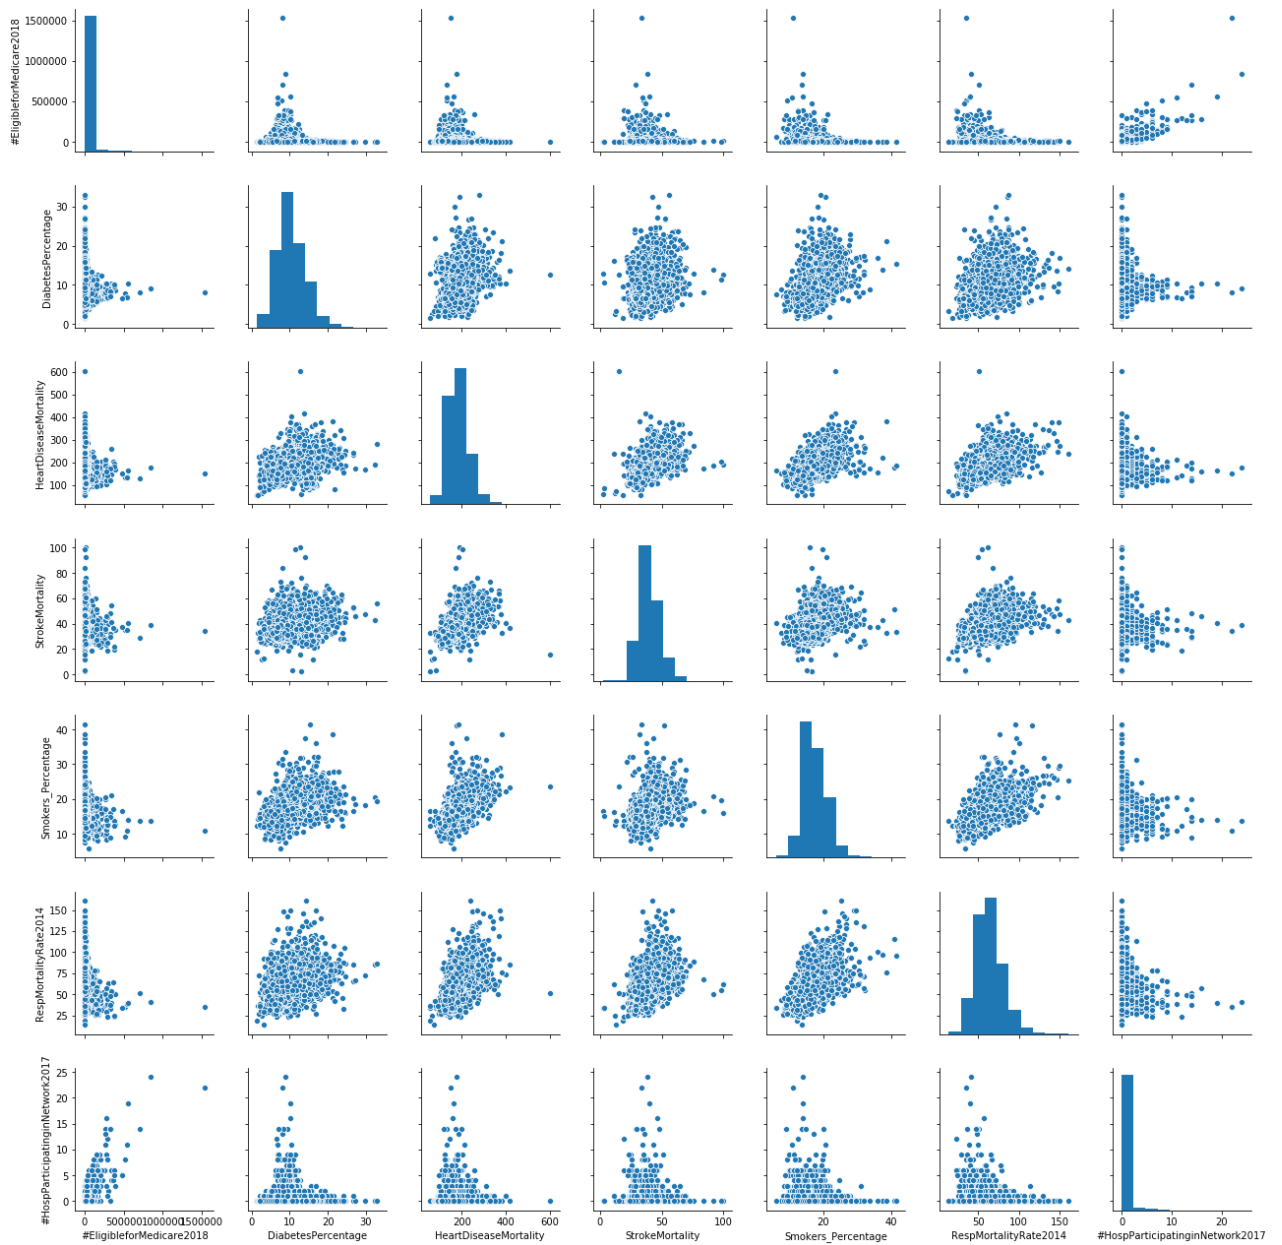 #EligibleforMedicare2018
1500000
1000000
500000
0
DiabetesPercentage
30
20
10
0
HeartDiseaseMortality
600
500
400
300
200
100
StrokeMortality
100
80
60
40
20
0
Smokers_Percentage
40
30
20
10
RespMortalityRate2014
150
125
100
75
50
25
#HospParticipatinginNetwork2017
25
20
15
10
5
0
0 500000 1000000 1500000
#EligibleforMedicare2018
0 10 20 30
DiabetesPercentage
200 400 600
HeartDiseaseMortality
0 50 100
StrokeMortality
20 40
Smokers_Percentage
50 100 150
RespMortalityRate2014
0 10 20
#HospParticipatinginNetwork2017